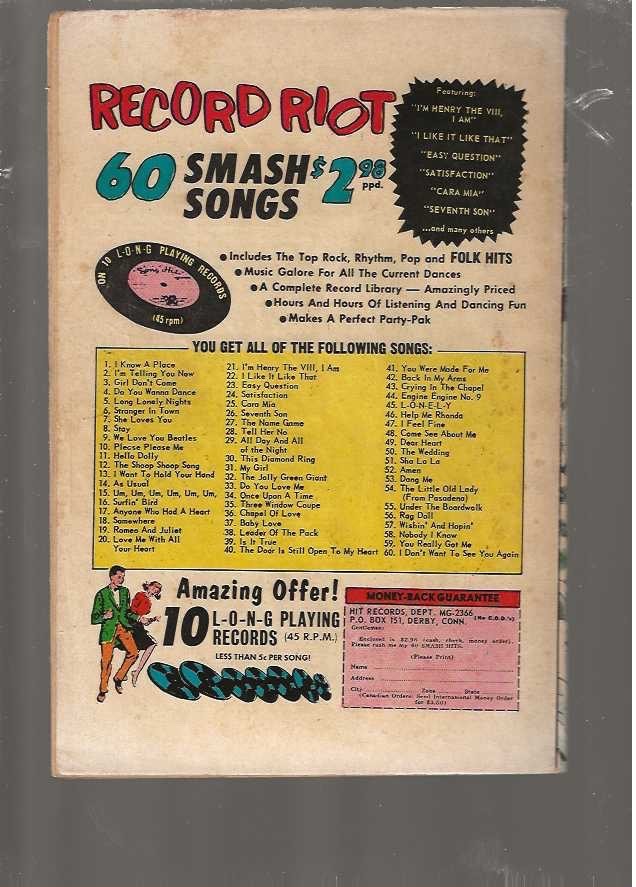 RECORD RIOT
60 SMASH SONGS $2.98 ppd.
Featuring:
"I'M HENRY THE VIII, I AM"
"I LIKE IT LIKE THAT"
"EASY QUESTION"
"SATISFACTION"
"CARA MIA"
"SEVENTH SON"
...and many others
ON 10 L-O-N-G PLAYING RECORDS
(45 rpm)
• Includes The Top Rock, Rhythm, Pop and FOLK HITS
• Music Galore For All The Current Dances
• A Complete Record Library — Amazingly Priced
• Hours And Hours Of Listening And Dancing Fun
• Makes A Perfect Party-Pak
YOU GET ALL OF THE FOLLOWING SONGS:
1. I Know A Place
2. I'm Telling You Now
3. Girl Don't Come
4. Do You Wanna Dance
5. Long Lonely Nights
6. Stranger In Town
7. She Loves You
8. Stay
9. We Love You Beatles
10. Please Please Me
11. Hello Dolly
12. The Shoop Shoop Song
13. I Want To Hold Your Hand
14. As Usual
15. Um, Um, Um, Um, Um,
16. Surfin' Bird
17. Anyone Who Had A Heart
18. Somewhere
19. Romeo And Juliet
20. Love Me With All
Your Heart
21. I'm Henry The VIII, I Am
22. I Like It Like That
23. Easy Question
24. Satisfaction
25. Cara Mia
26. Seventh Son
27. The Name Game
28. Tell Her No
29. All Day And All
of the Night
30. This Diamond Ring
31. My Girl
32. The Jolly Green Giant
33. Do You Love Me
34. Once Upon A Time
35. Three Window Coupe
36. Chapel Of Love
37. Baby Love
38. Leader Of The Pack
39. Is It True
40. The Door Is Still Open To My Heart
41. You Were Made For Me
42. Back In My Arms
43. Crying In The Chapel
44. Engine Engine No. 9
45. L-O-N-E-L-Y
46. Help Me Rhonda
47. I Feel Fine
48. Come See About Me
49. Dear Heart
50. The Wedding
51. Sha La La
52. Amen
53. Dang Me
54. The Little Old Lady
(From Pasadena)
55. Under The Boardwalk
56. Rag Doll
57. Wishin' And Hopin'
58. Nobody I Know
59. You Really Got Me
60. I Don't Want To See You Again
Amazing Offer!
10 L-O-N-G PLAYING
RECORDS (45 R.P.M.)
LESS THAN 5c PER SONG!
MONEY-BACK GUARANTEE
HIT RECORDS, DEPT. MG-2366
P.O. BOX 151, DERBY, CONN. (No C.O.D.'s)
Gentlemen:
Enclosed is $2.98 (cash, check, money order).
Please rush me my 60 SMASH HITS.
(Please Print)
Name
Address
City Zone State
(Canadian Orders: Send International Money Order
for $3.50)